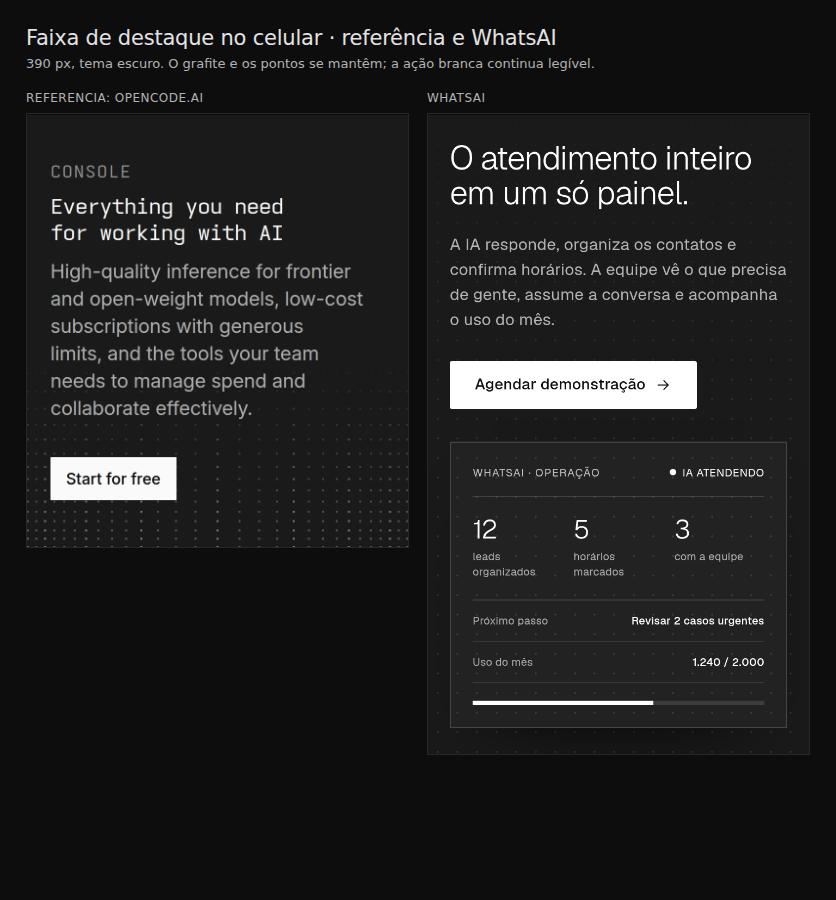 Faixa de destaque no celular · referência e WhatsAI
390 px, tema escuro. O grafite e os pontos se mantêm; a ação branca continua legível.
REFERENCIA: OPENCODE.AI
CONSOLE
Everything you need
for working with AI
High-quality inference for frontier
and open-weight models, low-cost
subscriptions with generous
limits, and the tools your team
needs to manage spend and
collaborate effectively.
Start for free
WHATSAI
O atendimento inteiro
em um só painel.
A IA responde, organiza os contatos e
confirma horários. A equipe vê o que precisa
de gente, assume a conversa e acompanha
o uso do mês.
Agendar demonstração →
WHATSAI · OPERAÇÃO
IA ATENDENDO
12
leads
organizados
5
horários
marcados
3
com a equipe
Próximo passo
Revisar 2 casos urgentes
Uso do mês
1.240 / 2.000